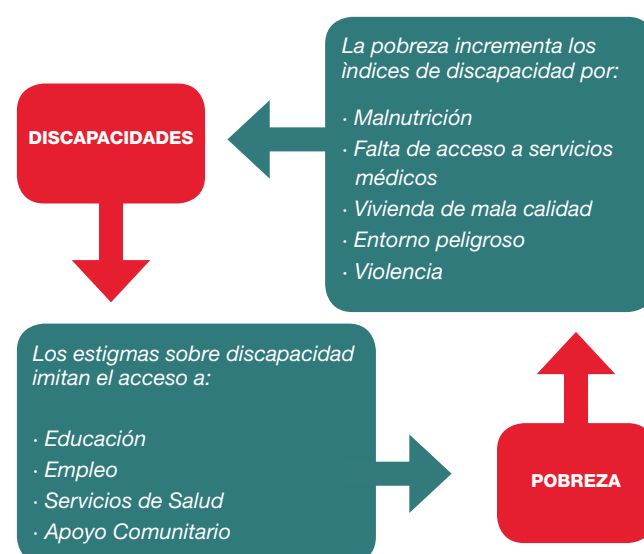 La pobreza incrementa los
ìndices de discapacidad por:
· Malnutrición
· Falta de acceso a servicios
médicos
· Vivienda de mala calidad
· Entorno peligroso
· Violencia
DISCAPACIDADES
Los estigmas sobre discapacidad
imitan el acceso a:
· Educación
· Empleo
· Servicios de Salud
· Apoyo Comunitario
POBREZA